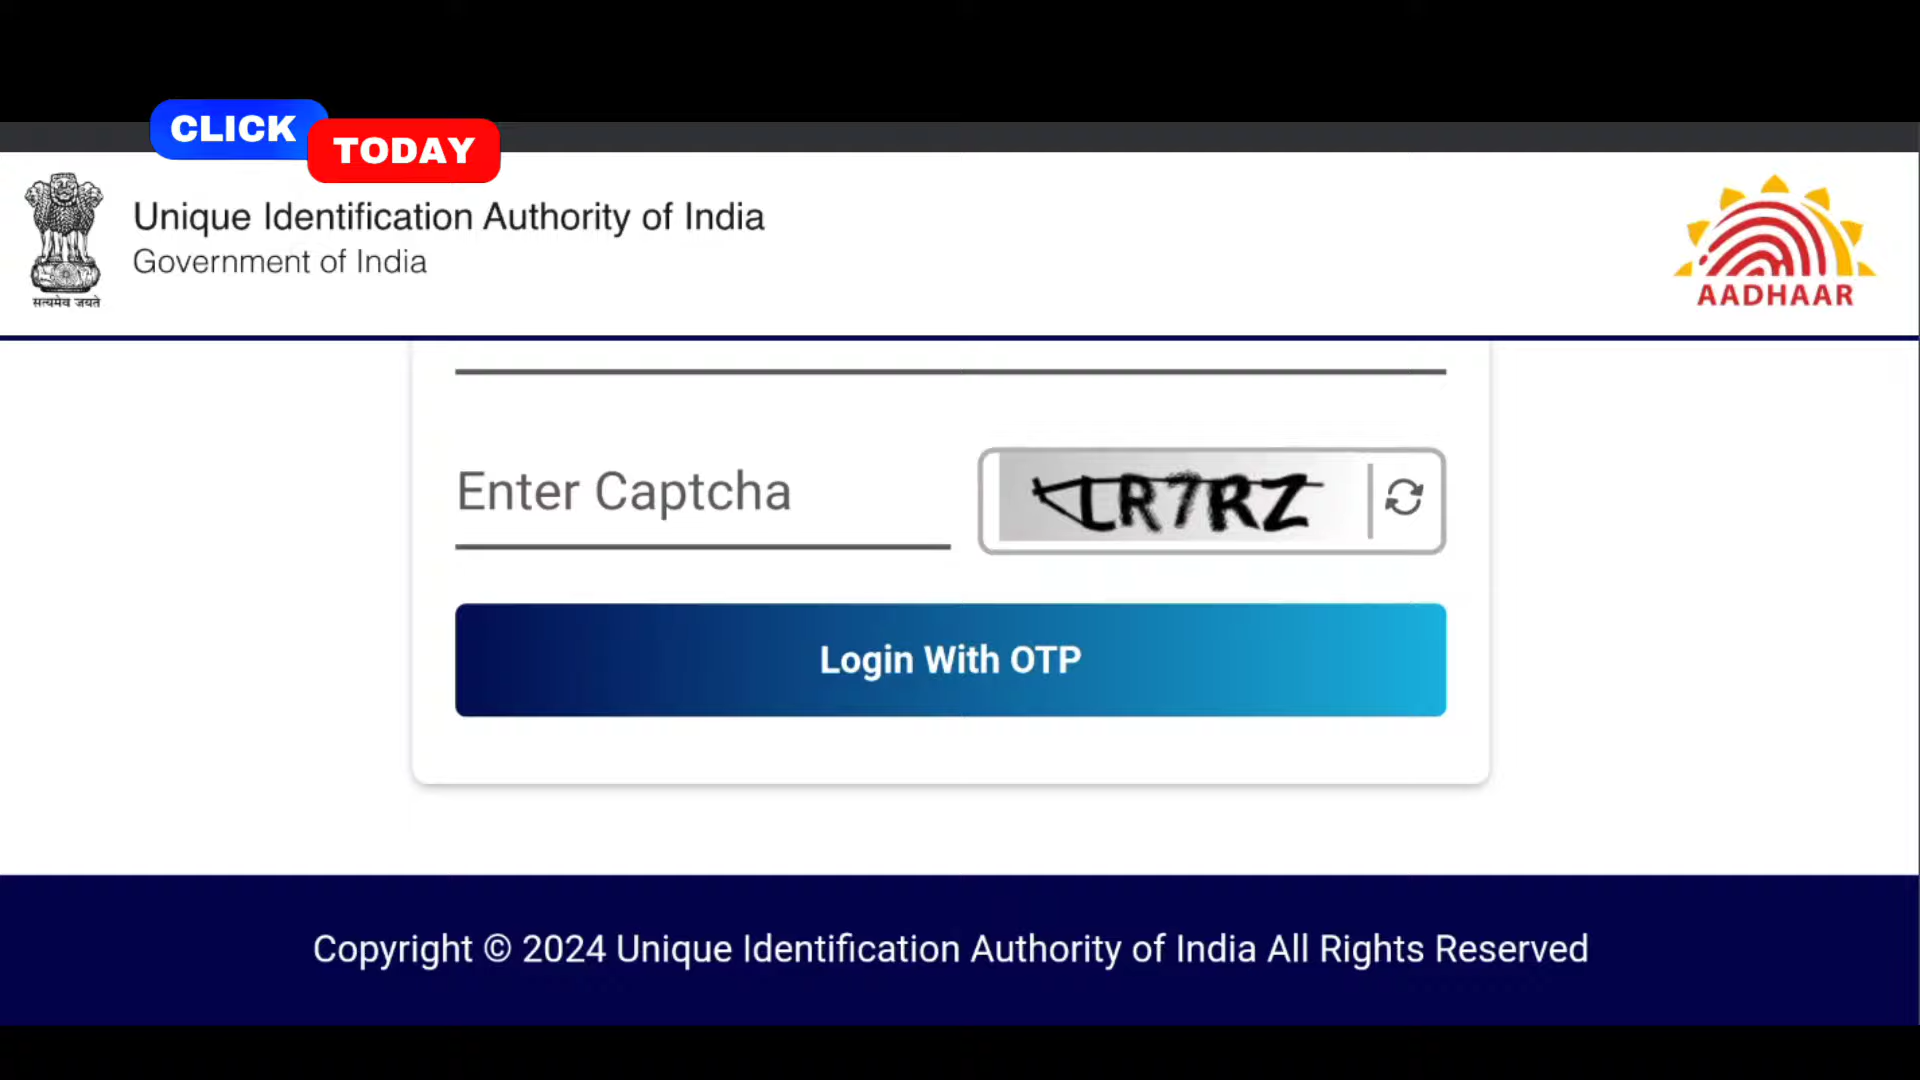 CLICK
TODAY
Unique Identification Authority of India
Government of India
सत्यमेव जयते
AADHAAR
Enter Captcha
Login With OTP
Copyright © 2024 Unique Identification Authority of India All Rights Reserved